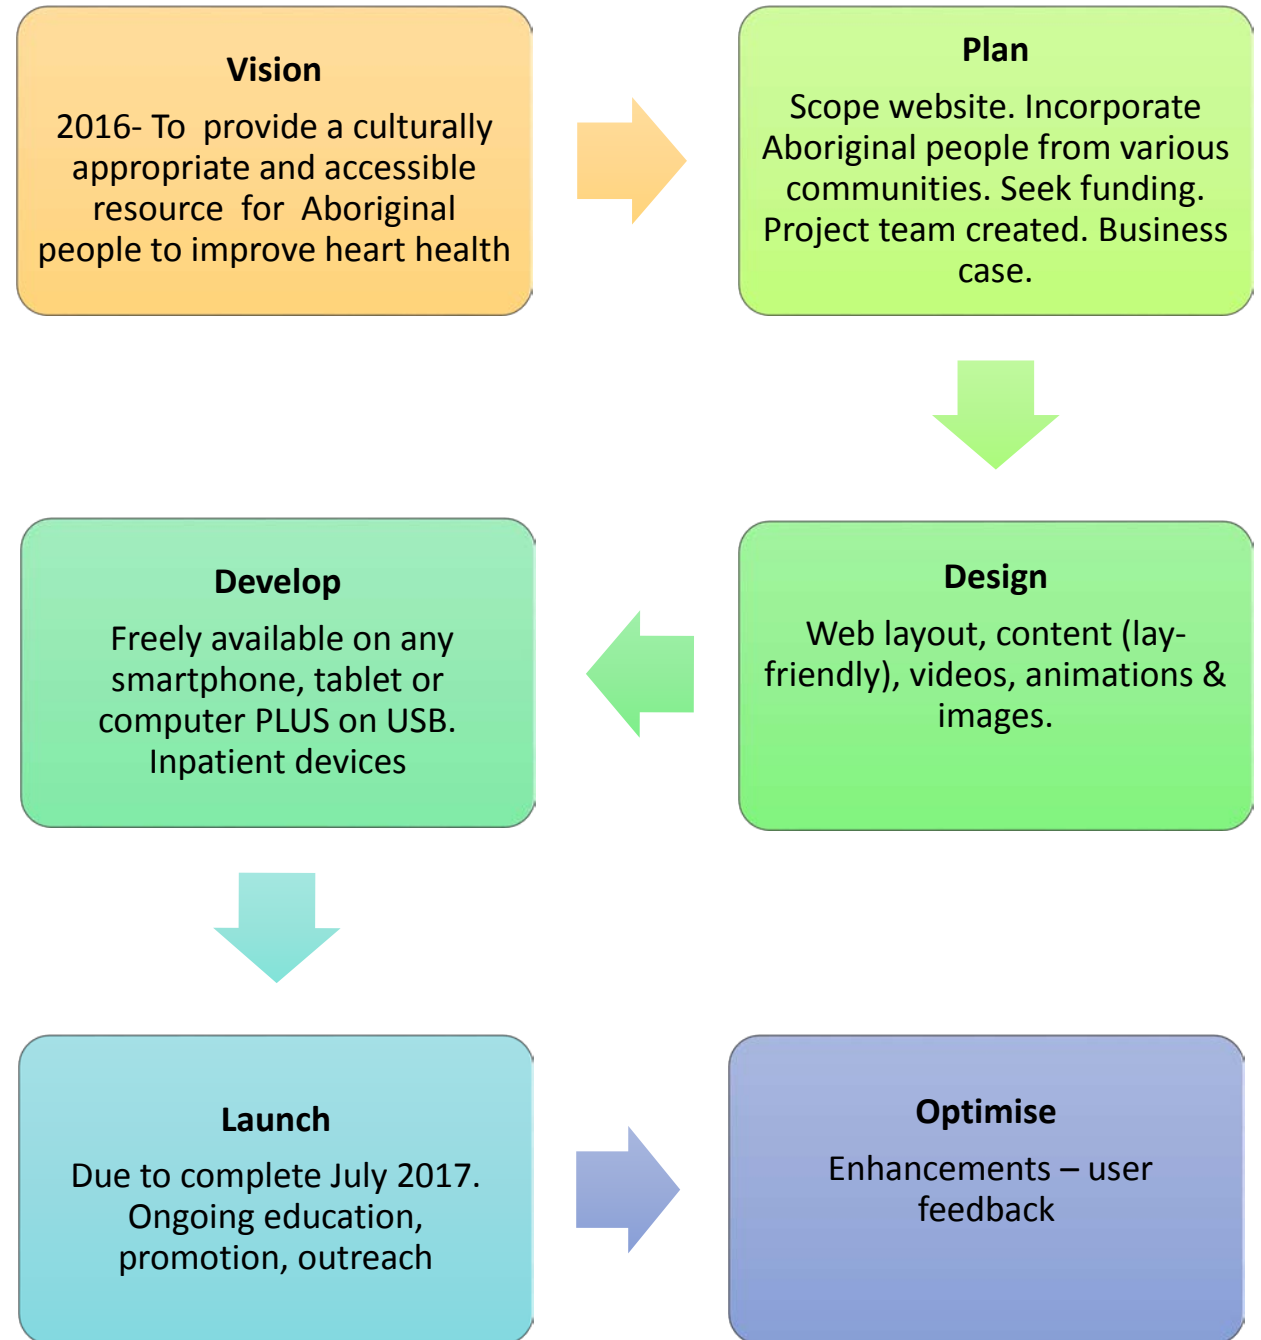 Vision
2016- To provide a culturally
appropriate and accessible
resource for Aboriginal
people to improve heart health
Plan
Scope website. Incorporate
Aboriginal people from various
communities. Seek funding.
Project team created. Business
case.
Design
Web layout, content (lay-
friendly), videos, animations &
images.
Develop
Freely available on any
smartphone, tablet or
computer PLUS on USB.
Inpatient devices
Launch
Due to complete July 2017.
Ongoing education,
promotion, outreach
Optimise
Enhancements – user
feedback